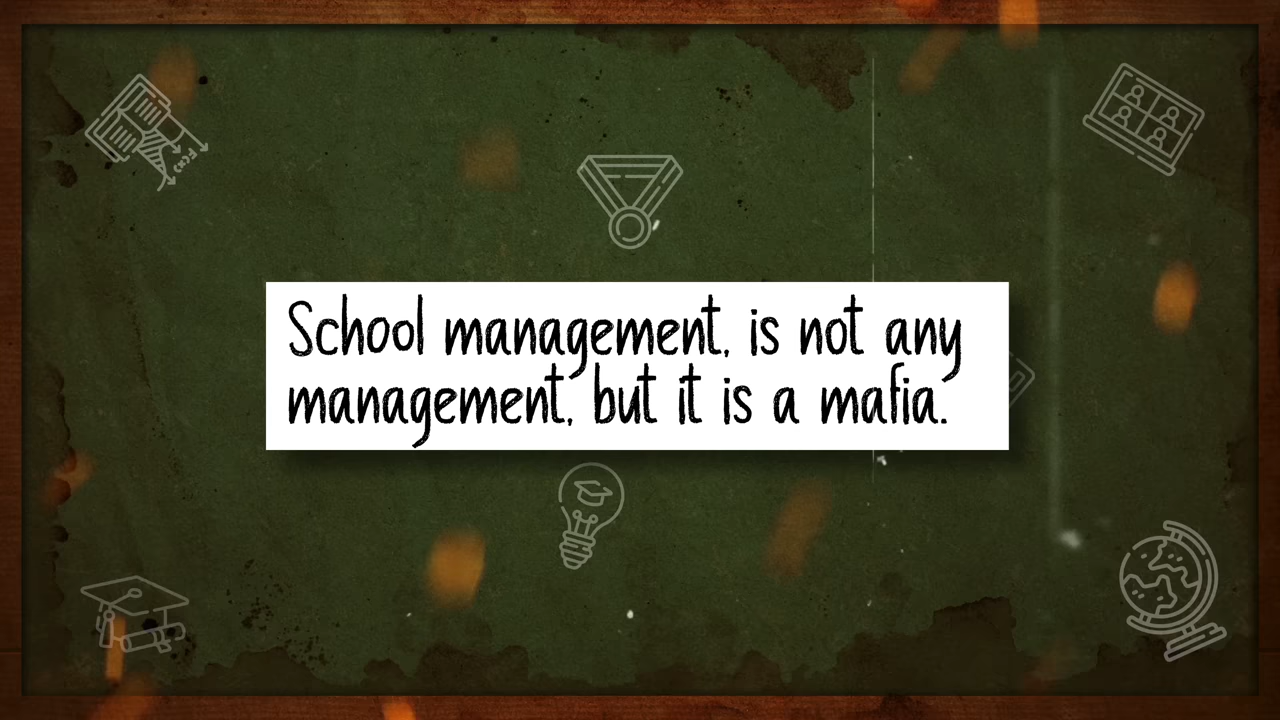 School management, is not any
management, but it is a mafia.